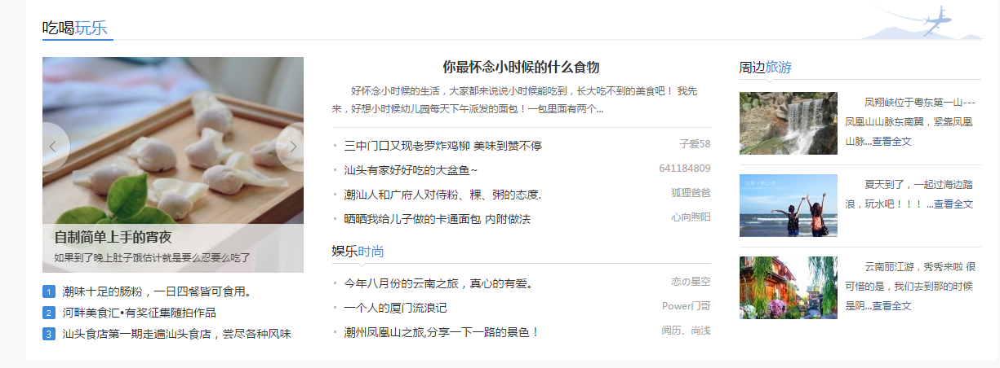 吃喝玩乐
自制简单上手的宵夜
如果到了晚上肚子饿估计就是要么忍要么吃了
1 潮味十足的肠粉，一日四餐皆可食用。
2 河畔美食汇•有奖征集随拍作品
3 汕头食店第一期走遍汕头食店，尝尽各种风味
你最怀念小时候的什么食物
好怀念小时候的生活，大家都来说说小时候能吃到，长大吃不到的美食吧！ 我先
来，好想小时候幼儿园每天下午派发的面包！一包里面有两个...
三中门口又现老罗炸鸡柳 美味到赞不停 子爱58
汕头有家好好吃的大盆鱼~ 641184809
潮汕人和广府人对侍粉、粿、粥的态度. 狐狸爸爸
晒晒我给儿子做的卡通面包 内附做法 心向煦阳
娱乐时尚
今年八月份的云南之旅，真心的有爱。 恋の星空
一个人的厦门流浪记 Power门哥
潮州凤凰山之旅,分享一下一路的景色！ 阅历、尚浅
周边旅游
凤翔峡位于粤东第一山---
凤凰山山脉东南翼，紧靠凤凰
山脉...查看全文
夏天到了，一起过海边踏
浪，玩水吧！！！ ...查看全文
云南丽江游，秀秀来啦 很
可惜的是，我们去到那的时候
是阴...查看全文